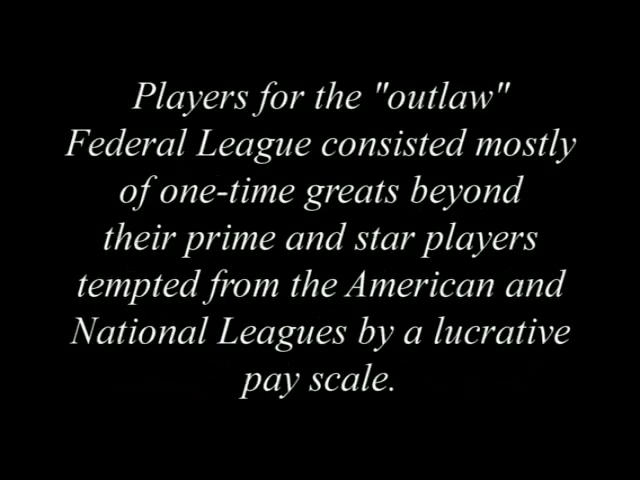 Players for the "outlaw"
Federal League consisted mostly
of one-time greats beyond
their prime and star players
tempted from the American and
National Leagues by a lucrative
pay scale.